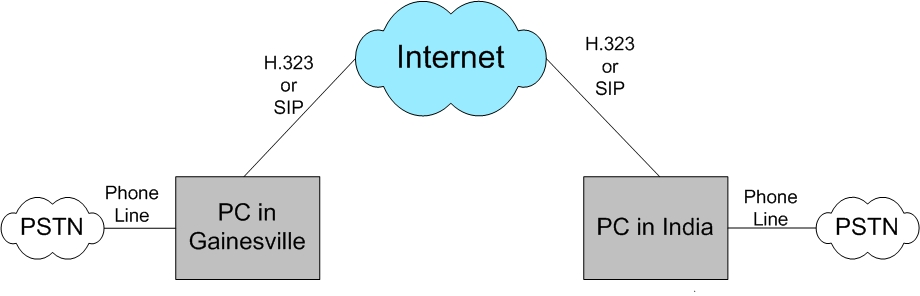 Internet
H.323
or
SIP
H.323
or
SIP
PSTN
Phone
Line
PC in
Gainesville
PC in India
Phone
Line
PSTN